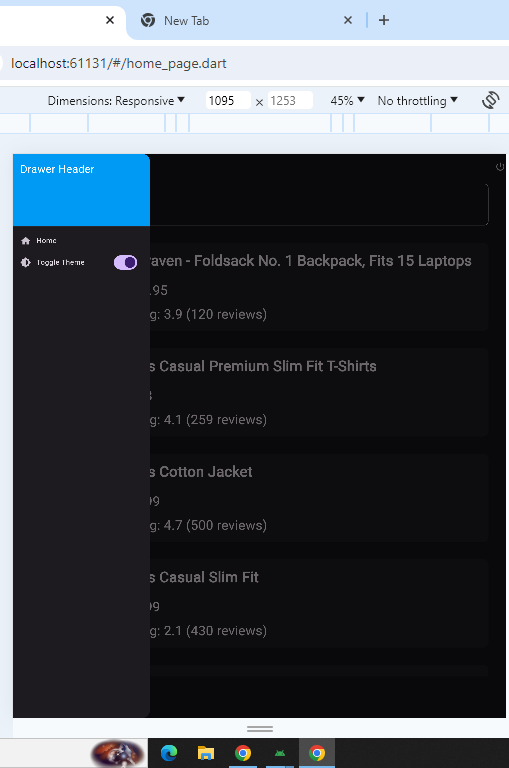 New Tab
localhost:61131/#/home_page.dart
Dimensions: Responsive 1095 × 1253 45% No throttling
Drawer Header
Home
Toggle Theme
raven - Foldsack No. 1 Backpack, Fits 15 Laptops
.95
g: 3.9 (120 reviews)
s Casual Premium Slim Fit T-Shirts
g: 4.1 (259 reviews)
s Cotton Jacket
99
g: 4.7 (500 reviews)
s Casual Slim Fit
99
g: 2.1 (430 reviews)